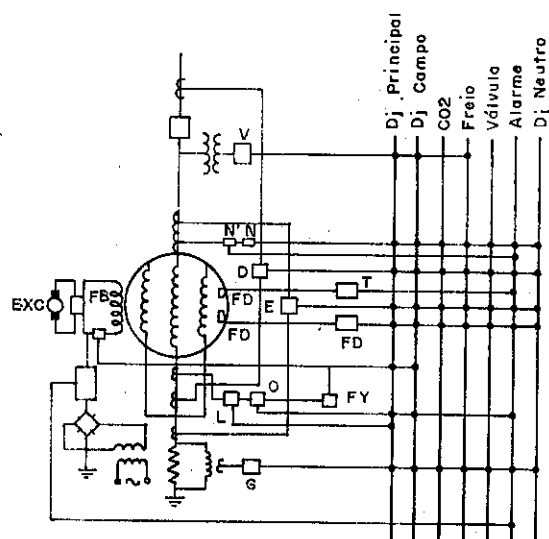 Dj. Principal
Dj Campo
CO2
Freio
Válvula
Alarme
Dj Neutro
V
N' N
D
T
FD
E
EXC
FB
FD
FD
O
FY
L
G